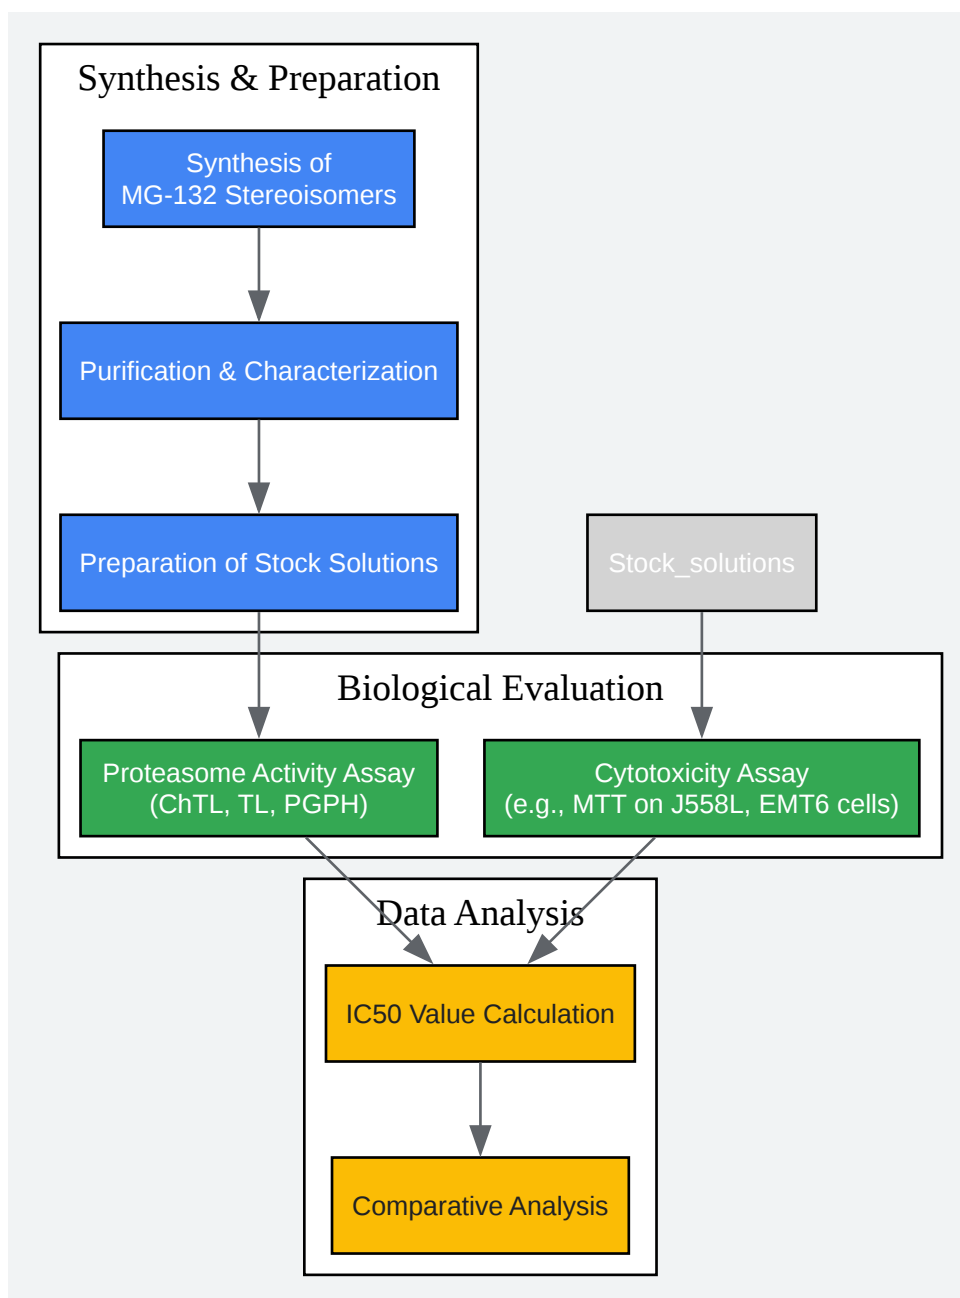 Synthesis & Preparation
Synthesis of
MG-132 Stereoisomers
Purification & Characterization
Preparation of Stock Solutions
Stock_solutions
Biological Evaluation
Proteasome Activity Assay
(ChTL, TL, PGPH)
Cytotoxicity Assay
(e.g., MTT on J558L, EMT6 cells)
Data Analysis
IC50 Value Calculation
Comparative Analysis